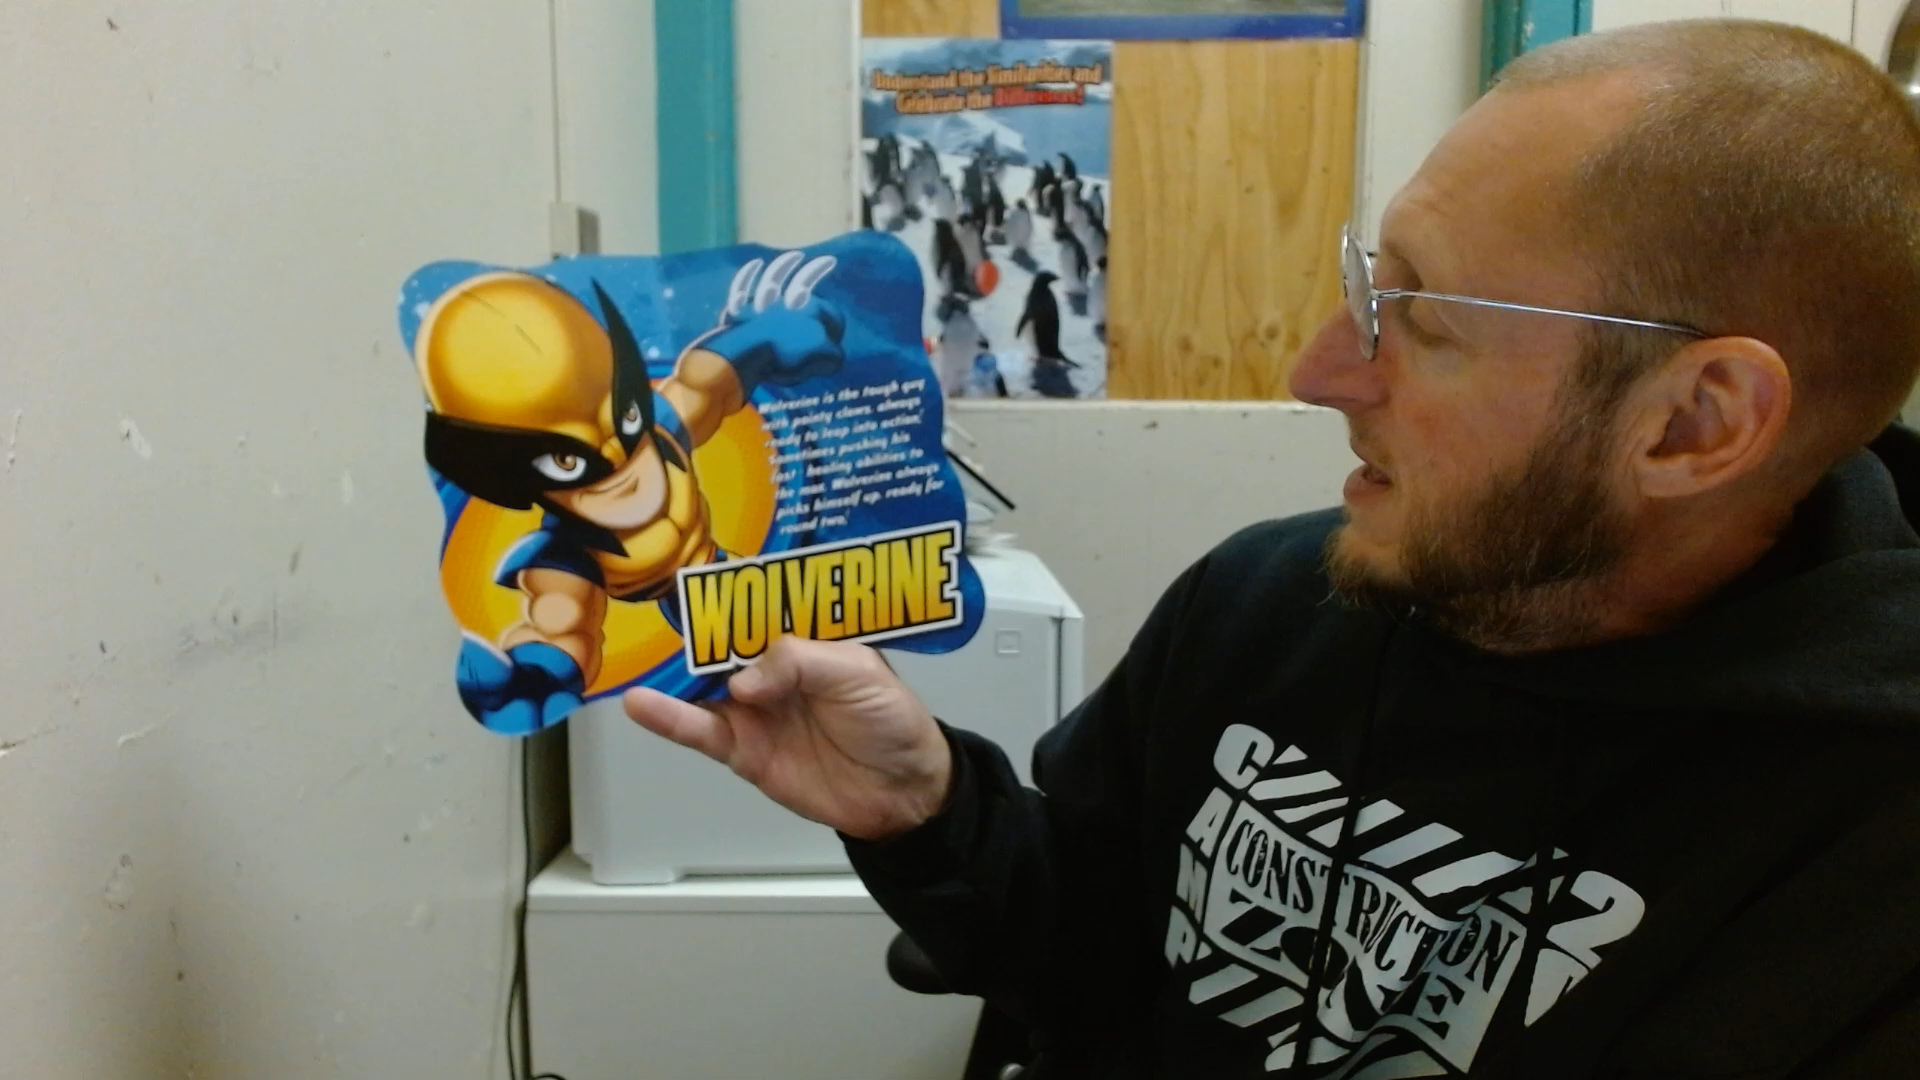 Understand the Similarities and
Celebrate the Differences!
Wolverine is the tough guy
with pointy claws, always
ready to leap into action,
Sometimes pushing his
fast-healing abilities to
the max, Wolverine always
picks himself up, ready for
round two,
WOLVERINE
CAMP
CONSTRUCTION
ZONE
2